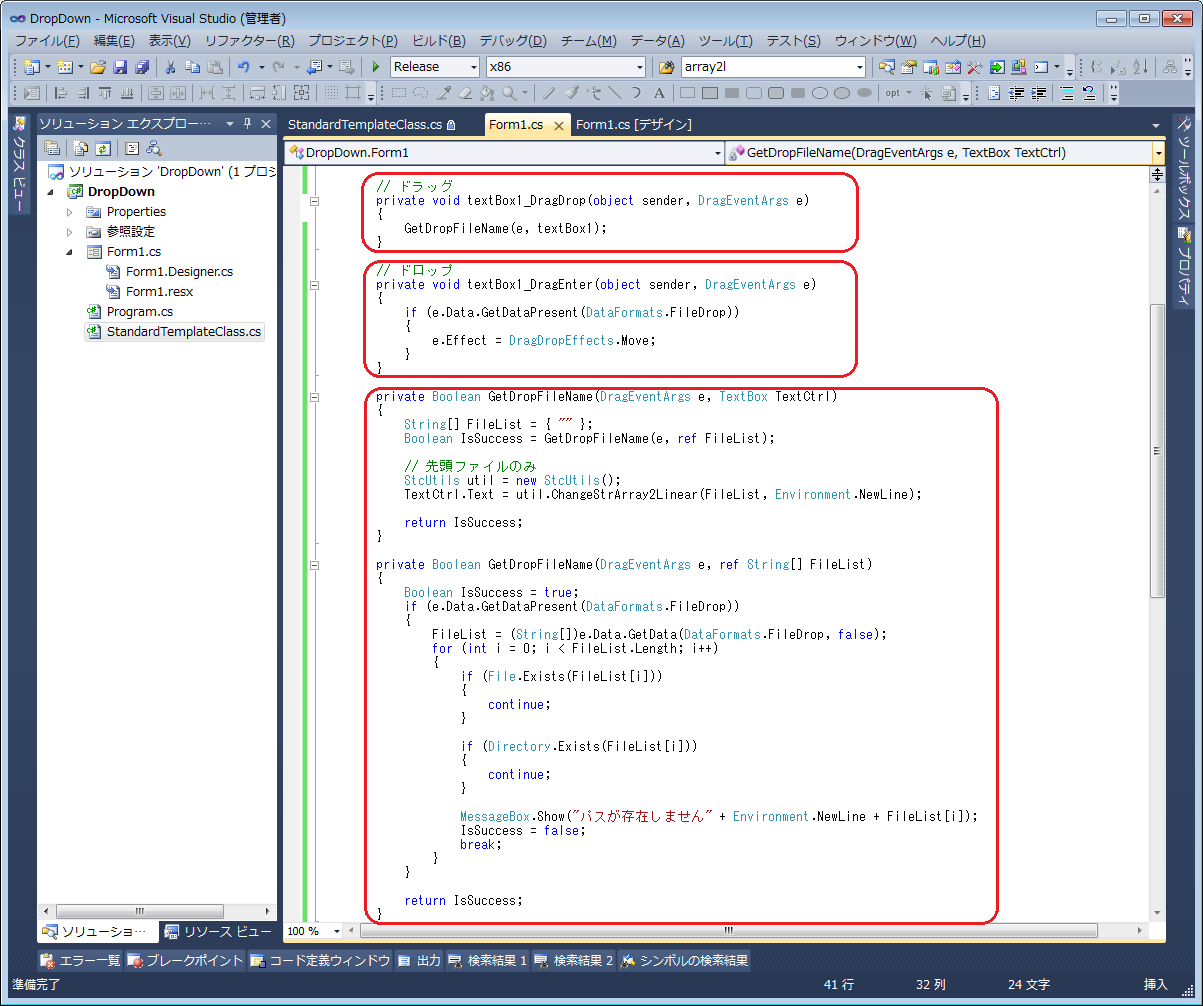 DropDown - Microsoft Visual Studio (管理者)
ファイル(F) 編集(E) 表示(V) リファクター(R) プロジェクト(P) ビルド(B) デバッグ(D) チーム(M) データ(A) ツール(T) テスト(S) ウィンドウ(W) ヘルプ(H)
Release x86 array2l
opt
クラス ビュー
ソリューション エクスプロー…
ソリューション 'DropDown' (1 プロジ
DropDown
Properties
参照設定
Form1.cs
Form1.Designer.cs
Form1.resx
Program.cs
StandardTemplateClass.cs
ソリューショ… リソース ビュー
StandardTemplateClass.cs Form1.cs Form1.cs [デザイン]
DropDown.Form1 GetDropFileName(DragEventArgs e, TextBox TextCtrl)
// ドラッグ
private void textBox1_DragDrop(object sender, DragEventArgs e)
{
GetDropFileName(e, textBox1);
}
// ドロップ
private void textBox1_DragEnter(object sender, DragEventArgs e)
{
if (e.Data.GetDataPresent(DataFormats.FileDrop))
{
e.Effect = DragDropEffects.Move;
}
}
private Boolean GetDropFileName(DragEventArgs e, TextBox TextCtrl)
{
String[] FileList = { "" };
Boolean IsSuccess = GetDropFileName(e, ref FileList);
// 先頭ファイルのみ
StcUtils util = new StcUtils();
TextCtrl.Text = util.ChangeStrArray2Linear(FileList, Environment.NewLine);
return IsSuccess;
}
private Boolean GetDropFileName(DragEventArgs e, ref String[] FileList)
{
Boolean IsSuccess = true;
if (e.Data.GetDataPresent(DataFormats.FileDrop))
{
FileList = (String[])e.Data.GetData(DataFormats.FileDrop, false);
for (int i = 0; i < FileList.Length; i++)
{
if (File.Exists(FileList[i]))
{
continue;
}
if (Directory.Exists(FileList[i]))
{
continue;
}
MessageBox.Show("パスが存在しません" + Environment.NewLine + FileList[i]);
IsSuccess = false;
break;
}
}
return IsSuccess;
}
100 %
ツールボックス
プロパティ
エラー一覧 ブレークポイント コード定義ウィンドウ 出力 検索結果 1 検索結果 2 シンボルの検索結果
準備完了 41 行 32 列 24 文字 挿入